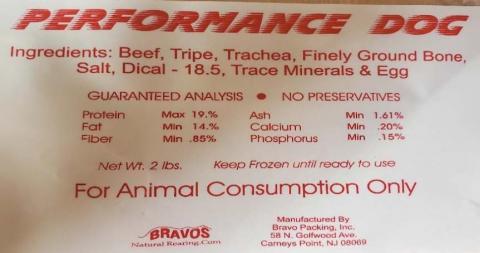 PERFORMANCE DOG
Ingredients: Beef, Tripe, Trachea, Finely Ground Bone,
Salt, Dical - 18.5, Trace Minerals & Egg
GUARANTEED ANALYSIS • NO PRESERVATIVES
Protein Max 19.% Ash Min 1.61%
Fat Min 14.% Calcium Min .20%
Fiber Min .85% Phosphorus Min .15%
Net Wt. 2 lbs. Keep Frozen until ready to use
For Animal Consumption Only
BRAVOS
Natural Rearing.Com
Manufactured By
Bravo Packing, Inc.
58 N. Golfwood Ave.
Carneys Point, NJ 08069